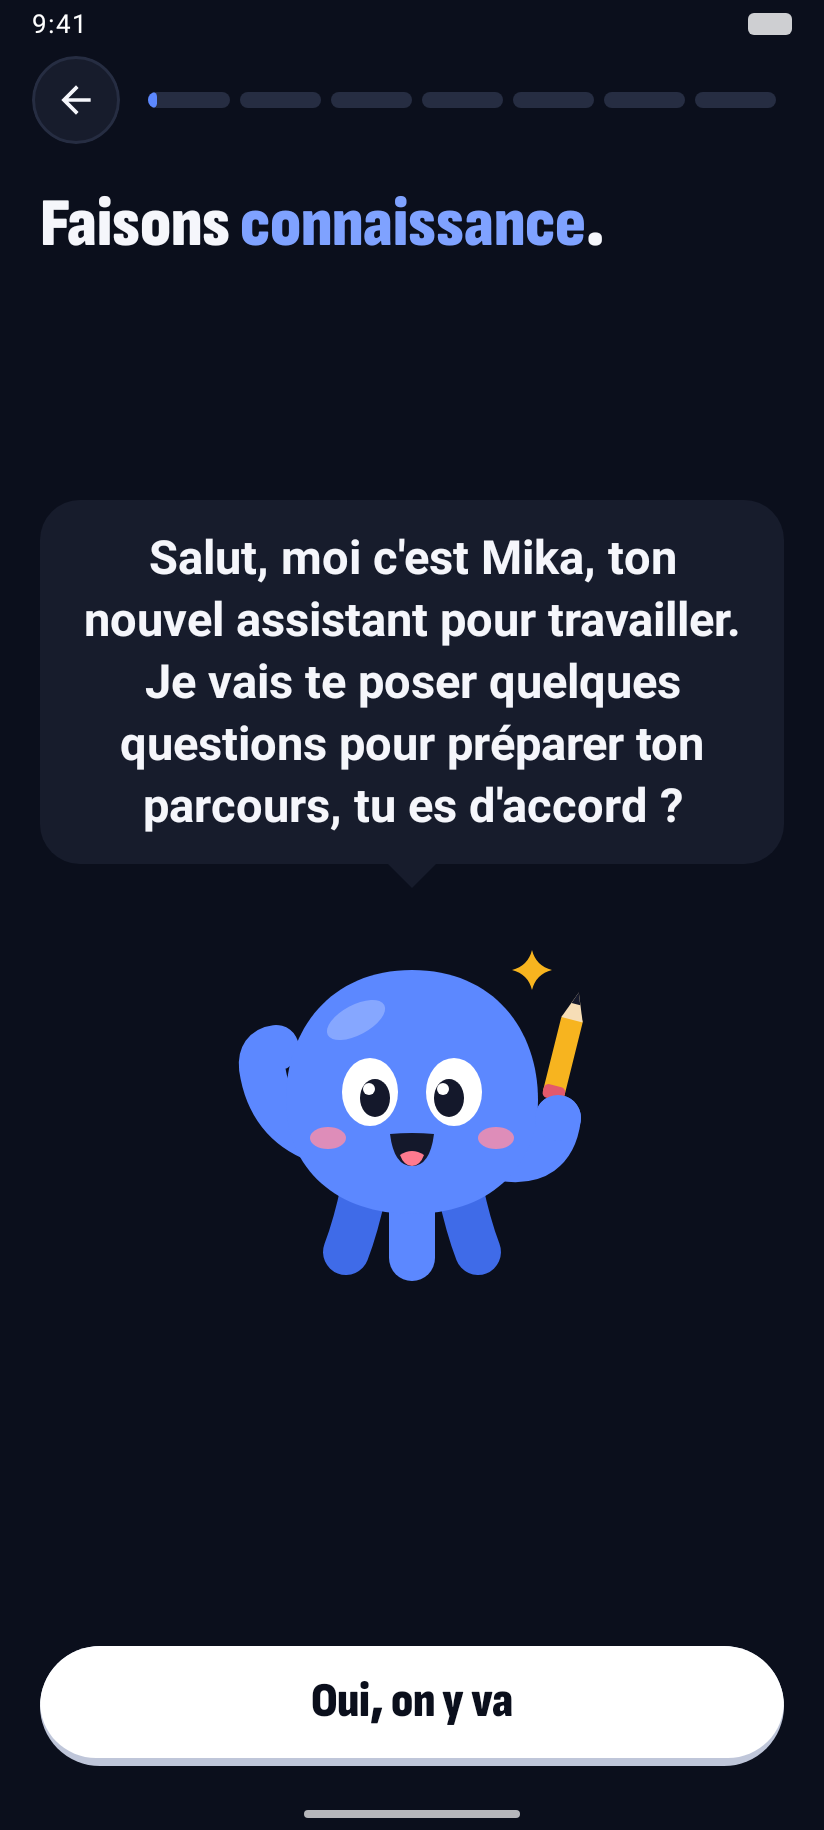 9:41
Faisons connaissance.
Salut, moi c'est Mika, ton
nouvel assistant pour travailler.
Je vais te poser quelques
questions pour préparer ton
parcours, tu es d'accord ?
Oui, on y va